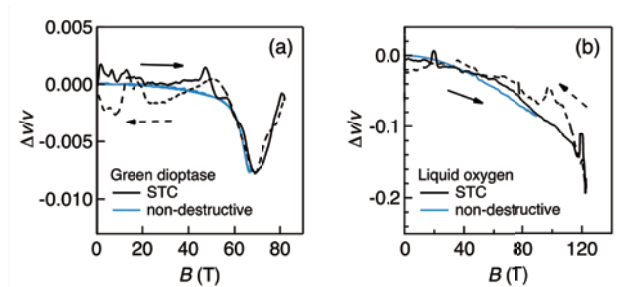 (a)
0.005
0.000
-0.005
-0.010
Δv/v
Green dioptase
STC
non-destructive
0 20 40 60 80
B (T)
(b)
0.0
-0.1
-0.2
Δv/v
Liquid oxygen
STC
non-destructive
0 40 80 120
B (T)